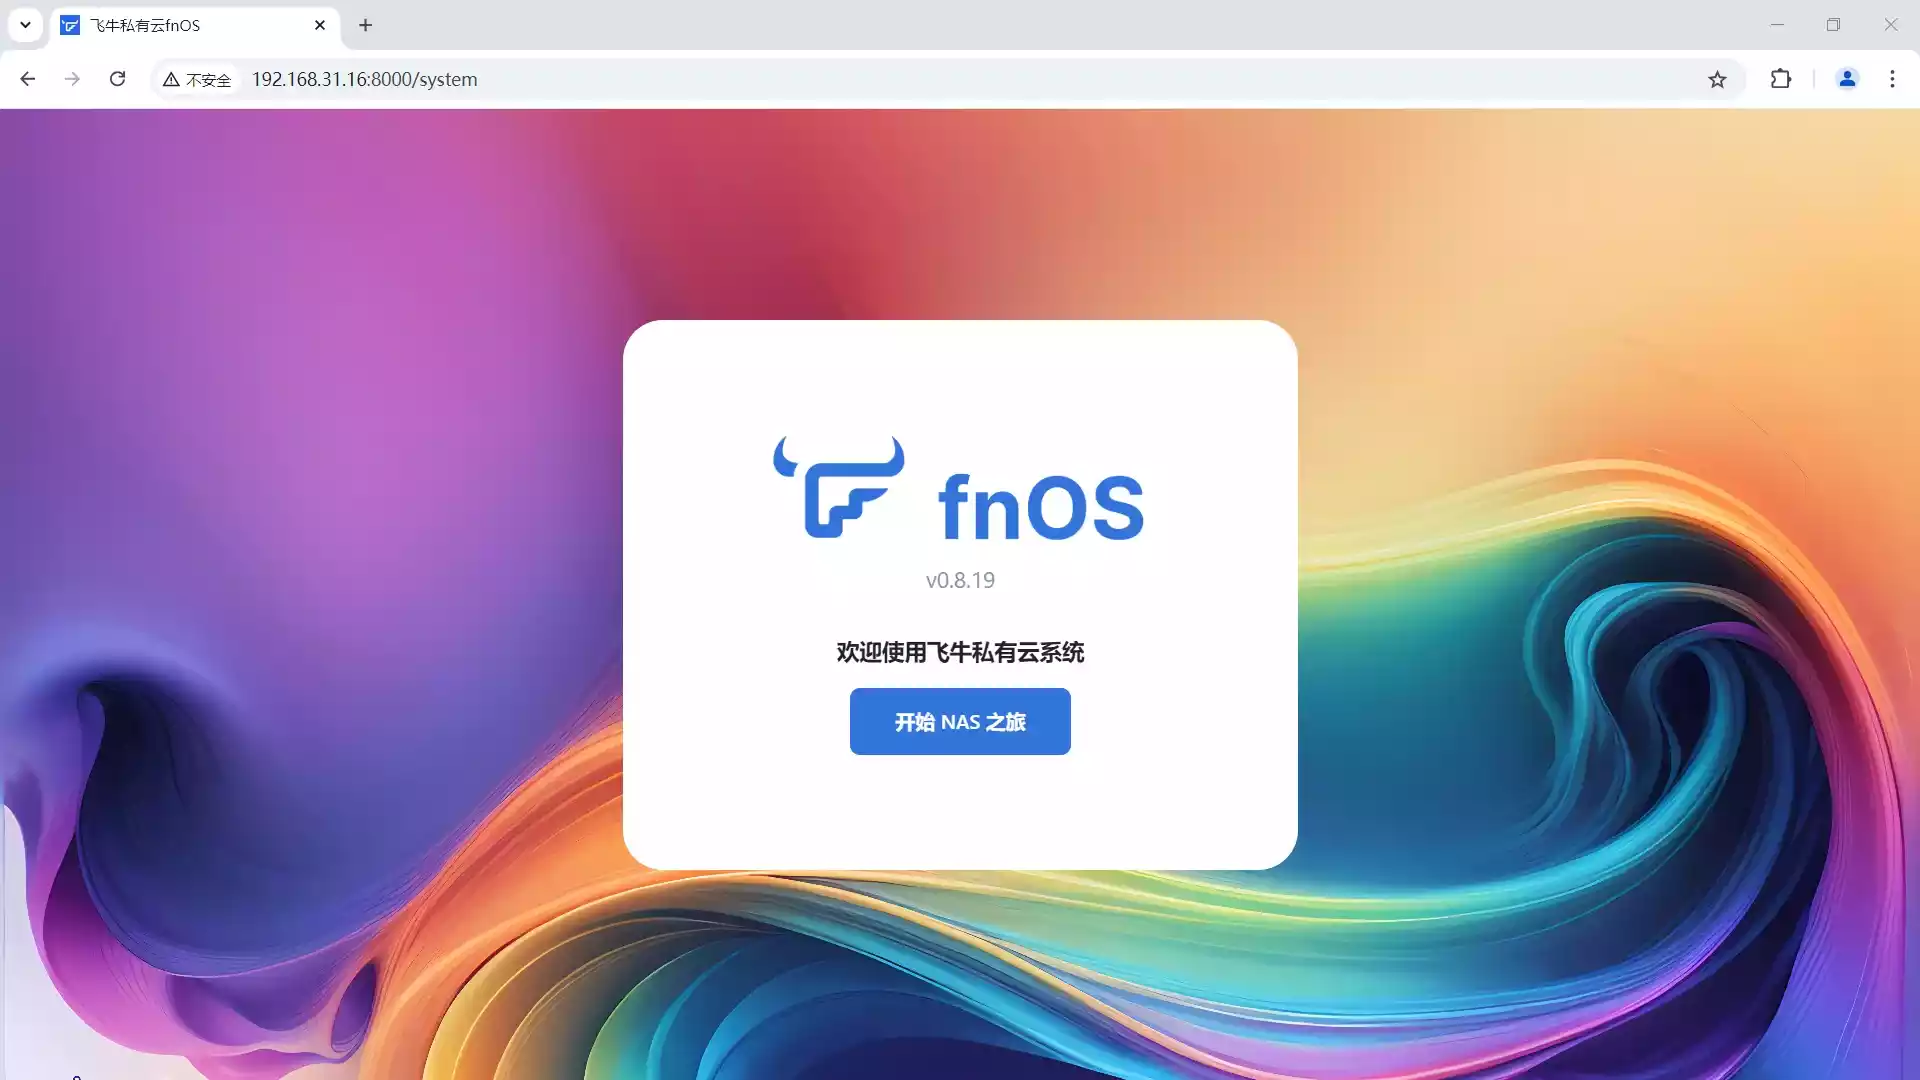 飞牛私有云fnOS
不安全
192.168.31.16:8000/system
fnOS
v0.8.19
欢迎使用飞牛私有云系统
开始 NAS 之旅